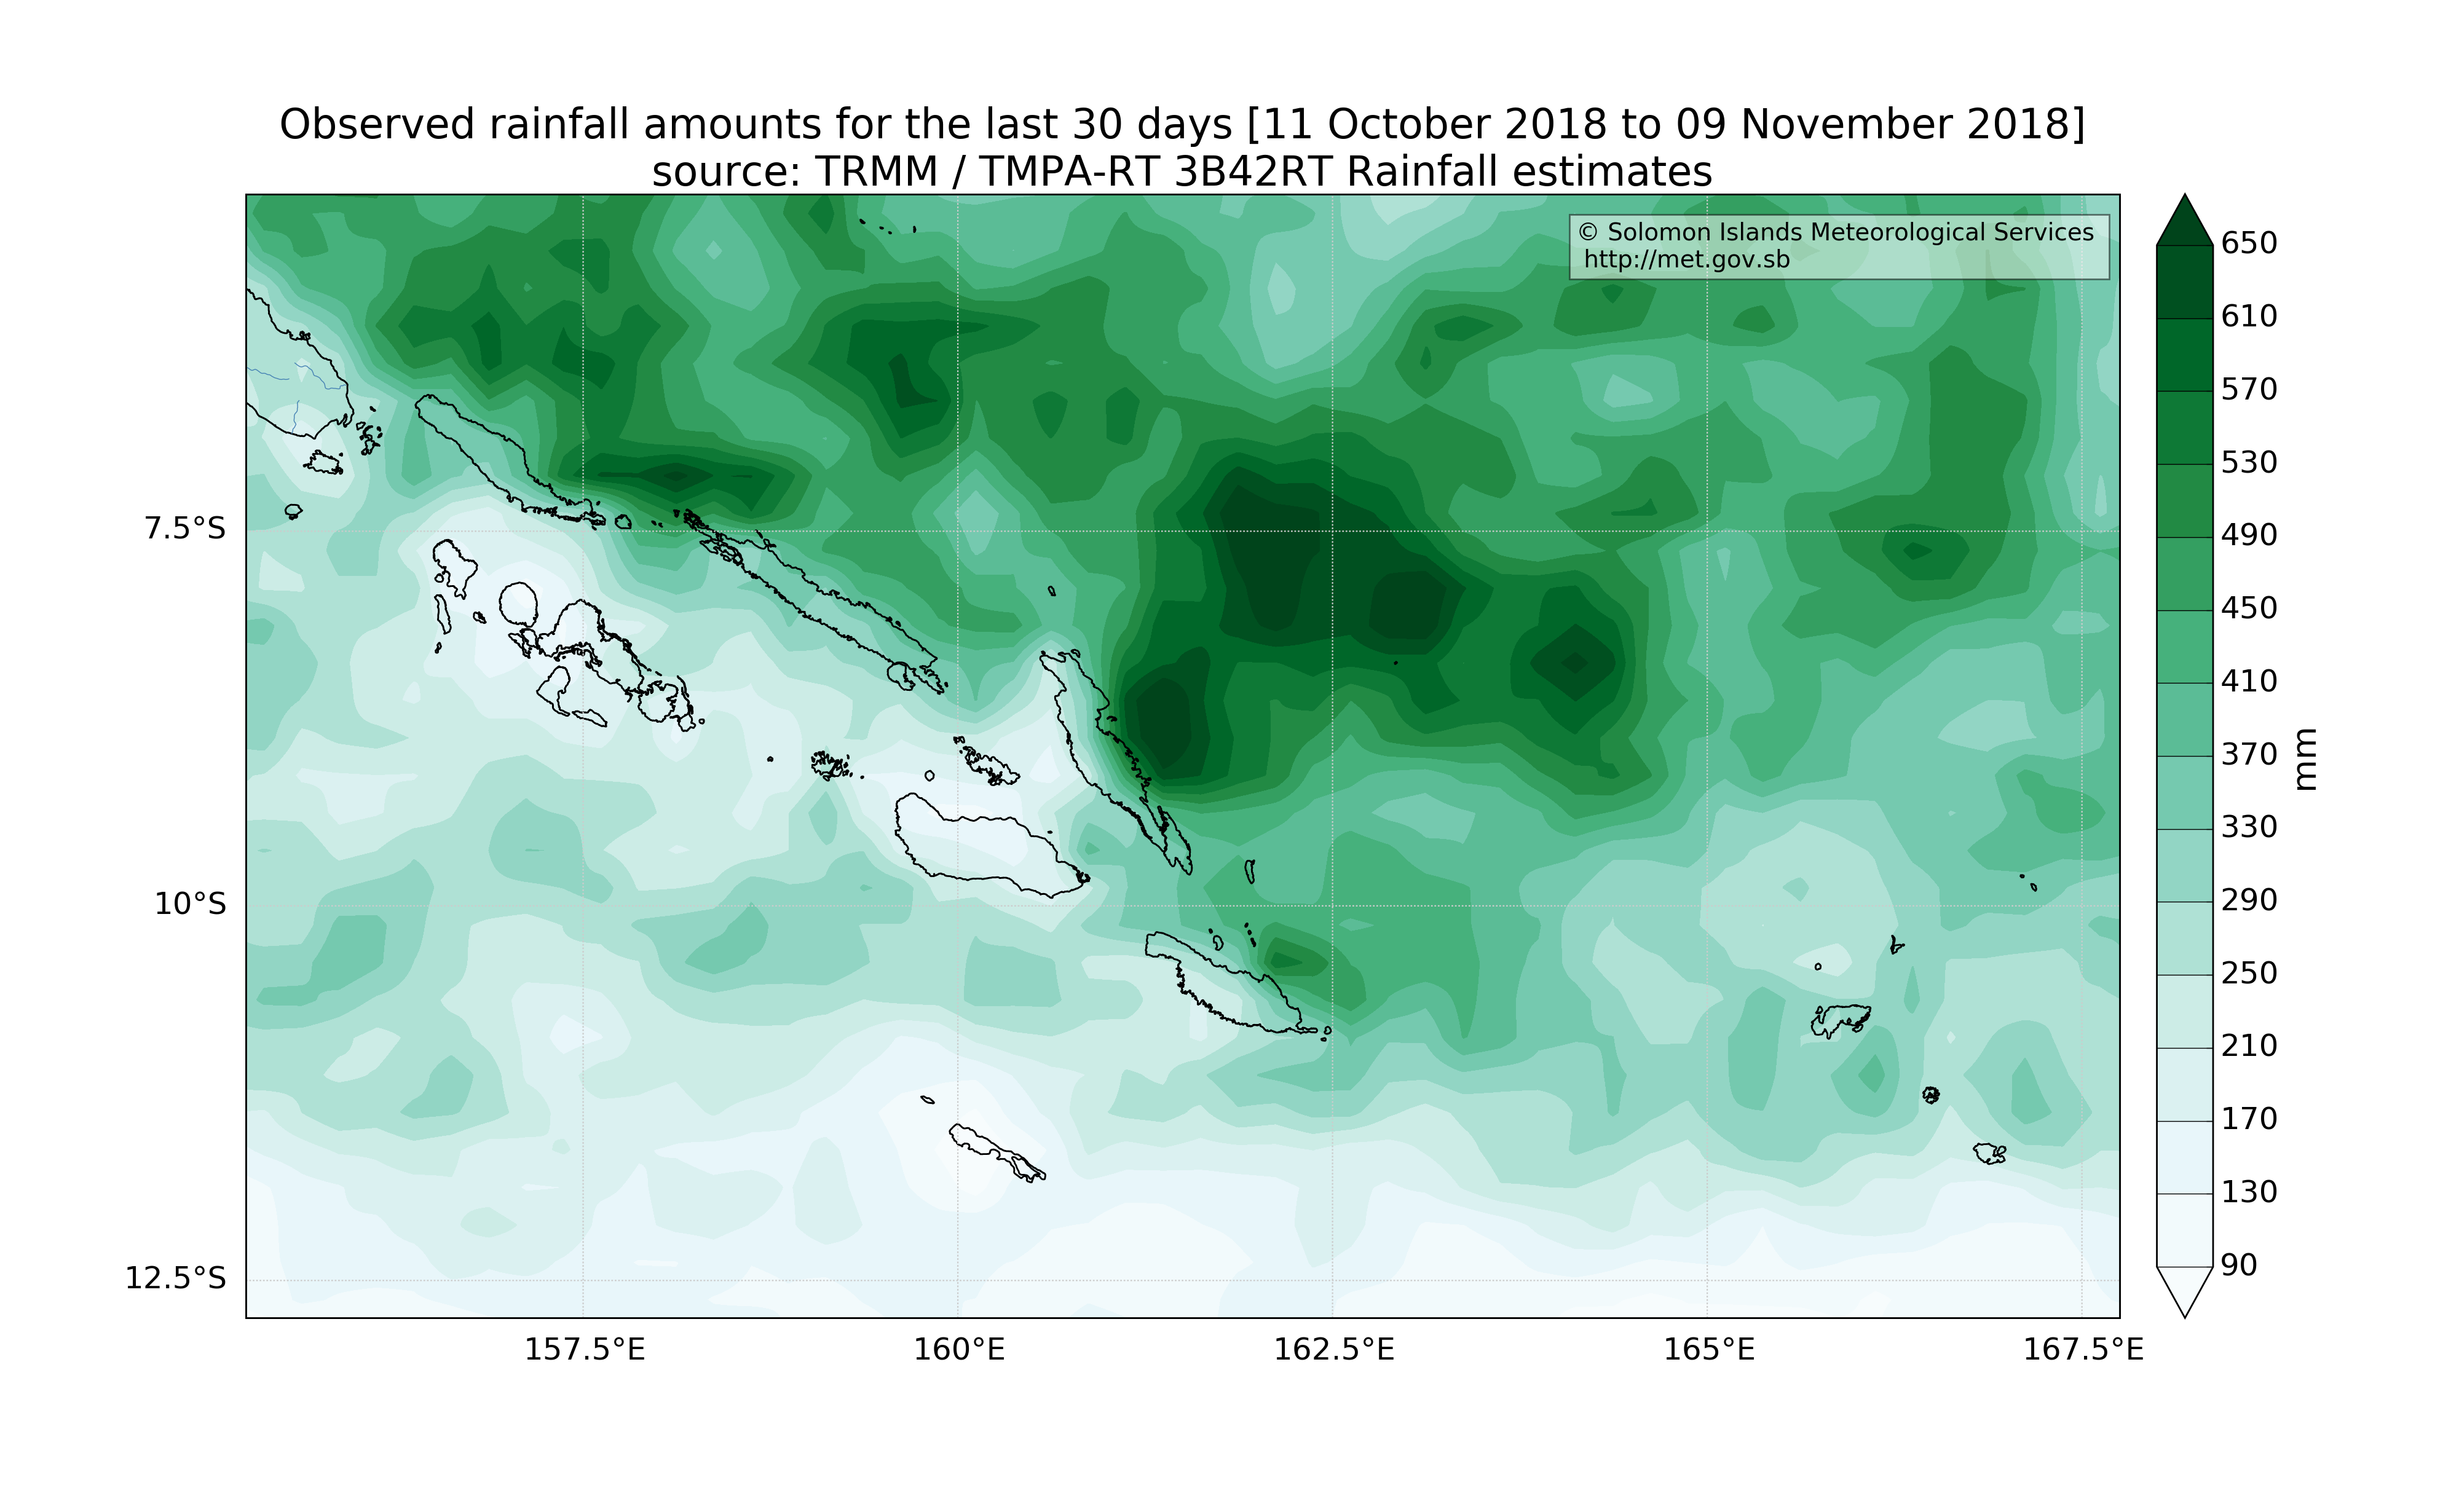 Observed rainfall amounts for the last 30 days [11 October 2018 to 09 November 2018]
source: TRMM / TMPA-RT 3B42RT Rainfall estimates
© Solomon Islands Meteorological Services
http://met.gov.sb
7.5°S
10°S
12.5°S
157.5°E
160°E
162.5°E
165°E
167.5°E
650
610
570
530
490
450
410
370
330
290
250
210
170
130
90
mm